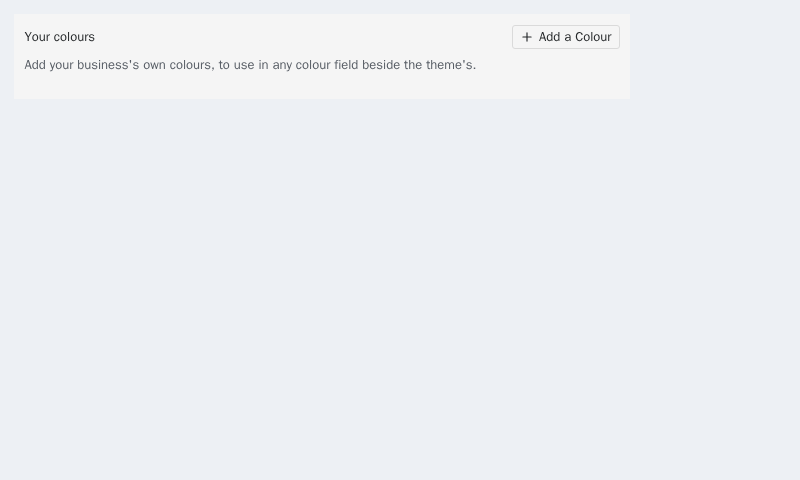 Your colours
+ Add a Colour
Add your business's own colours, to use in any colour field beside the theme's.